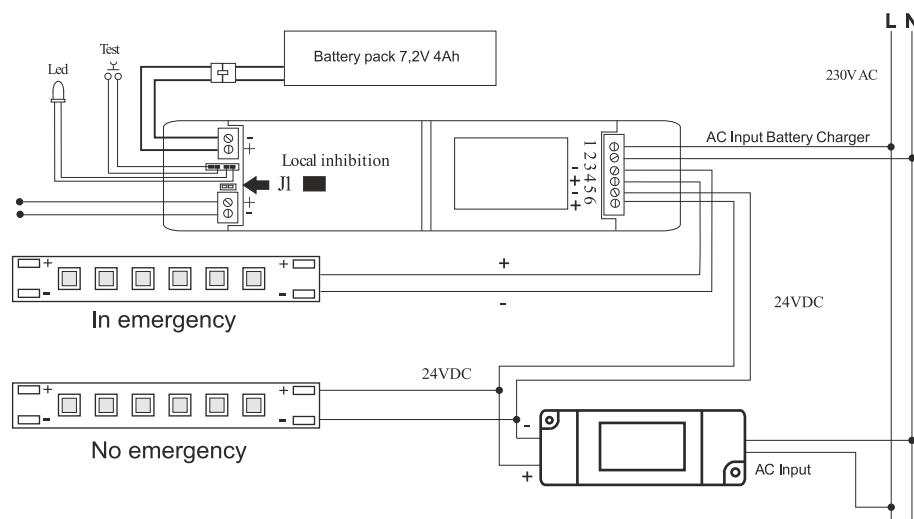 L N
Battery pack 7,2V 4Ah
Test
Led
230V AC
AC Input Battery Charger
-
+
Local inhibition
J1
+
-
1 2 3 4 5 6
- + - +
+ +
- -
+
-
In emergency
24VDC
24VDC
+ +
- -
No emergency
-
+
AC Input